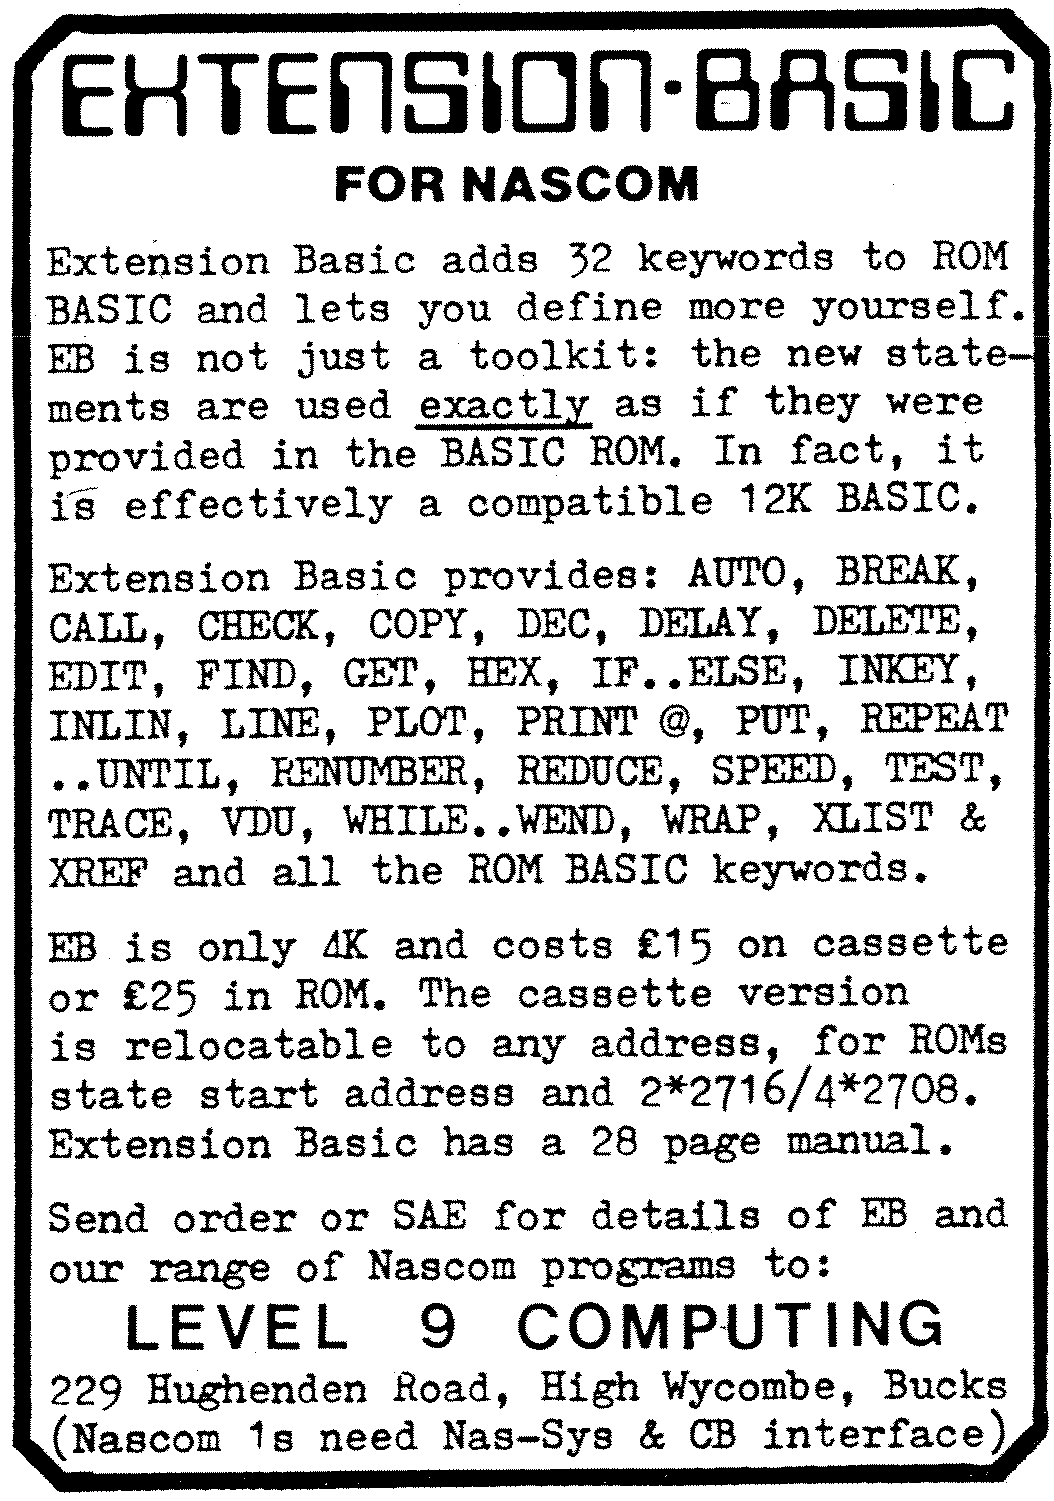 EXTENSION·BASIC
FOR NASCOM
Extension Basic adds 32 keywords to ROM
BASIC and lets you define more yourself.
EB is not just a toolkit: the new state-
ments are used exactly as if they were
provided in the BASIC ROM. In fact, it
is effectively a compatible 12K BASIC.
Extension Basic provides: AUTO, BREAK,
CALL, CHECK, COPY, DEC, DELAY, DELETE,
EDIT, FIND, GET, HEX, IF..ELSE, INKEY,
INLIN, LINE, PLOT, PRINT @, PUT, REPEAT
..UNTIL, RENUMBER, REDUCE, SPEED, TEST,
TRACE, VDU, WHILE..WEND, WRAP, XLIST &
XREF and all the ROM BASIC keywords.
EB is only 4K and costs £15 on cassette
or £25 in ROM. The cassette version
is relocatable to any address, for ROMs
state start address and 2*2716/4*2708.
Extension Basic has a 28 page manual.
Send order or SAE for details of EB and
our range of Nascom programs to:
LEVEL 9 COMPUTING
229 Hughenden Road, High Wycombe, Bucks
(Nascom 1s need Nas-Sys & CB interface)